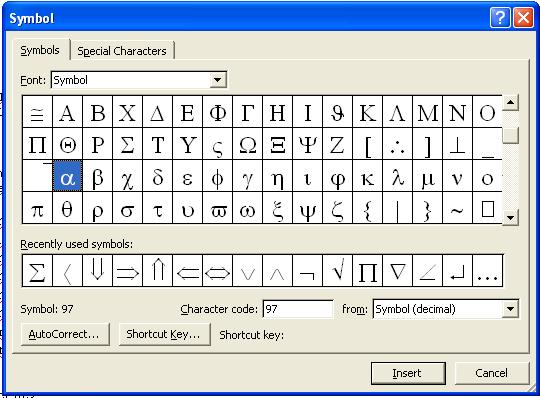 Symbol
Symbols Special Characters
Font: Symbol
≅ Α Β Χ Δ Ε Φ Γ Η Ι ϑ Κ Λ Μ Ν Ο
Π Θ Ρ Σ Τ Υ ς Ω Ξ Ψ Ζ [ ∴ ] ⊥ _
‾ α β χ δ ε φ γ η ι ϕ κ λ μ ν ο
π θ ρ σ τ υ ϖ ω ξ ψ ζ { | } ~ □
Recently used symbols:
Σ 〈 ⇓ ⇒ ⇑ ⇐ ⇔ ∨ ∧ ¬ √ ∏ ∇ ∠ ↵ …
Symbol: 97 Character code: 97 from: Symbol (decimal)
AutoCorrect... Shortcut Key... Shortcut key:
Insert Cancel